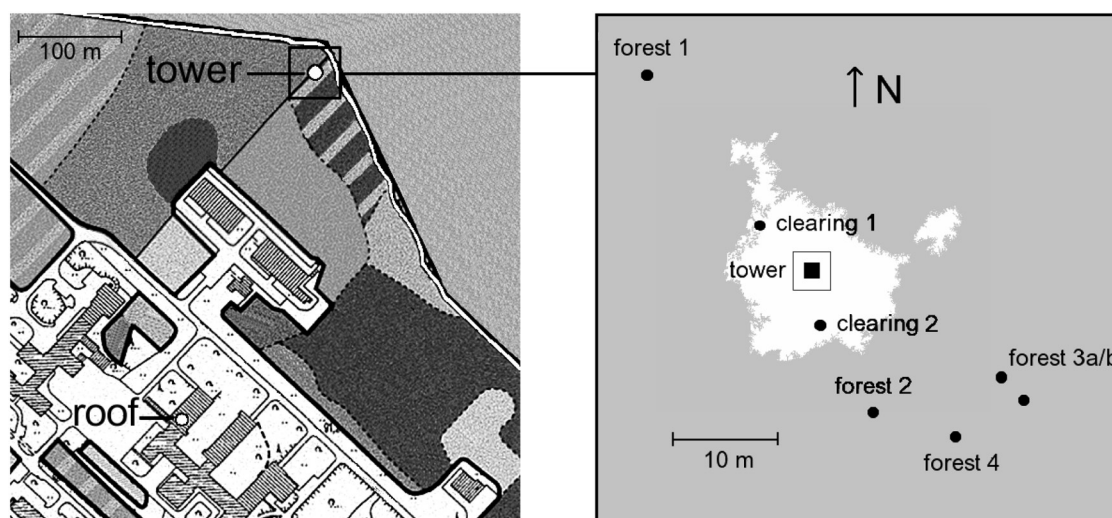 100 m
tower
roof
forest 1
N
clearing 1
tower
clearing 2
forest 3a/b
forest 2
forest 4
10 m